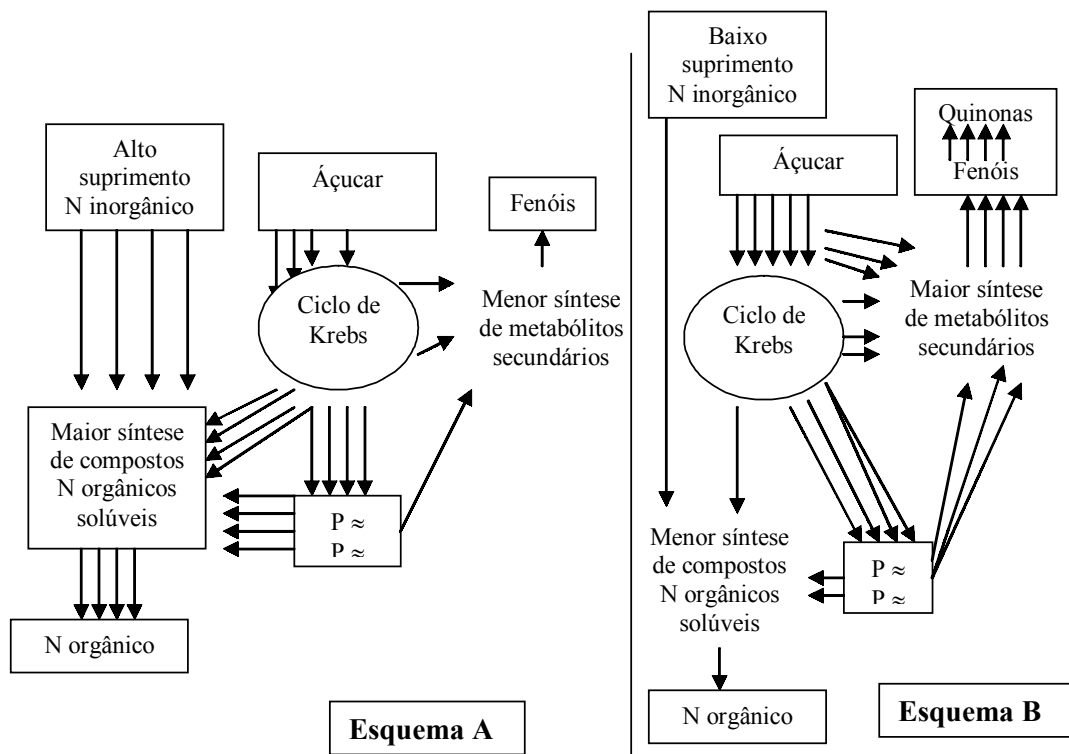 Alto
suprimento
N inorgânico
Áçucar
Fenóis
Ciclo de
Krebs
Menor síntese
de metabólitos
secundários
Maior síntese
de compostos
N orgânicos
solúveis
P ≈
P ≈
N orgânico
Esquema A
Baixo
suprimento
N inorgânico
Áçucar
Quinonas
Fenóis
Ciclo de
Krebs
Maior síntese
de metabólitos
secundários
Menor síntese
de compostos
N orgânicos
solúveis
P ≈
P ≈
N orgânico
Esquema B